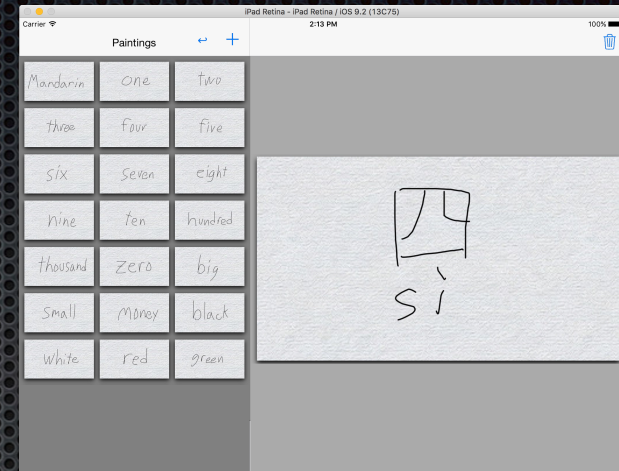 iPad Retina - iPad Retina / iOS 9.2 (13C75)
Carrier 2:13 PM 100%
Paintings
Mandarin one two
three four five
six seven eight
nine ten hundred
thousand zero big
small money black
white red green
四
sì